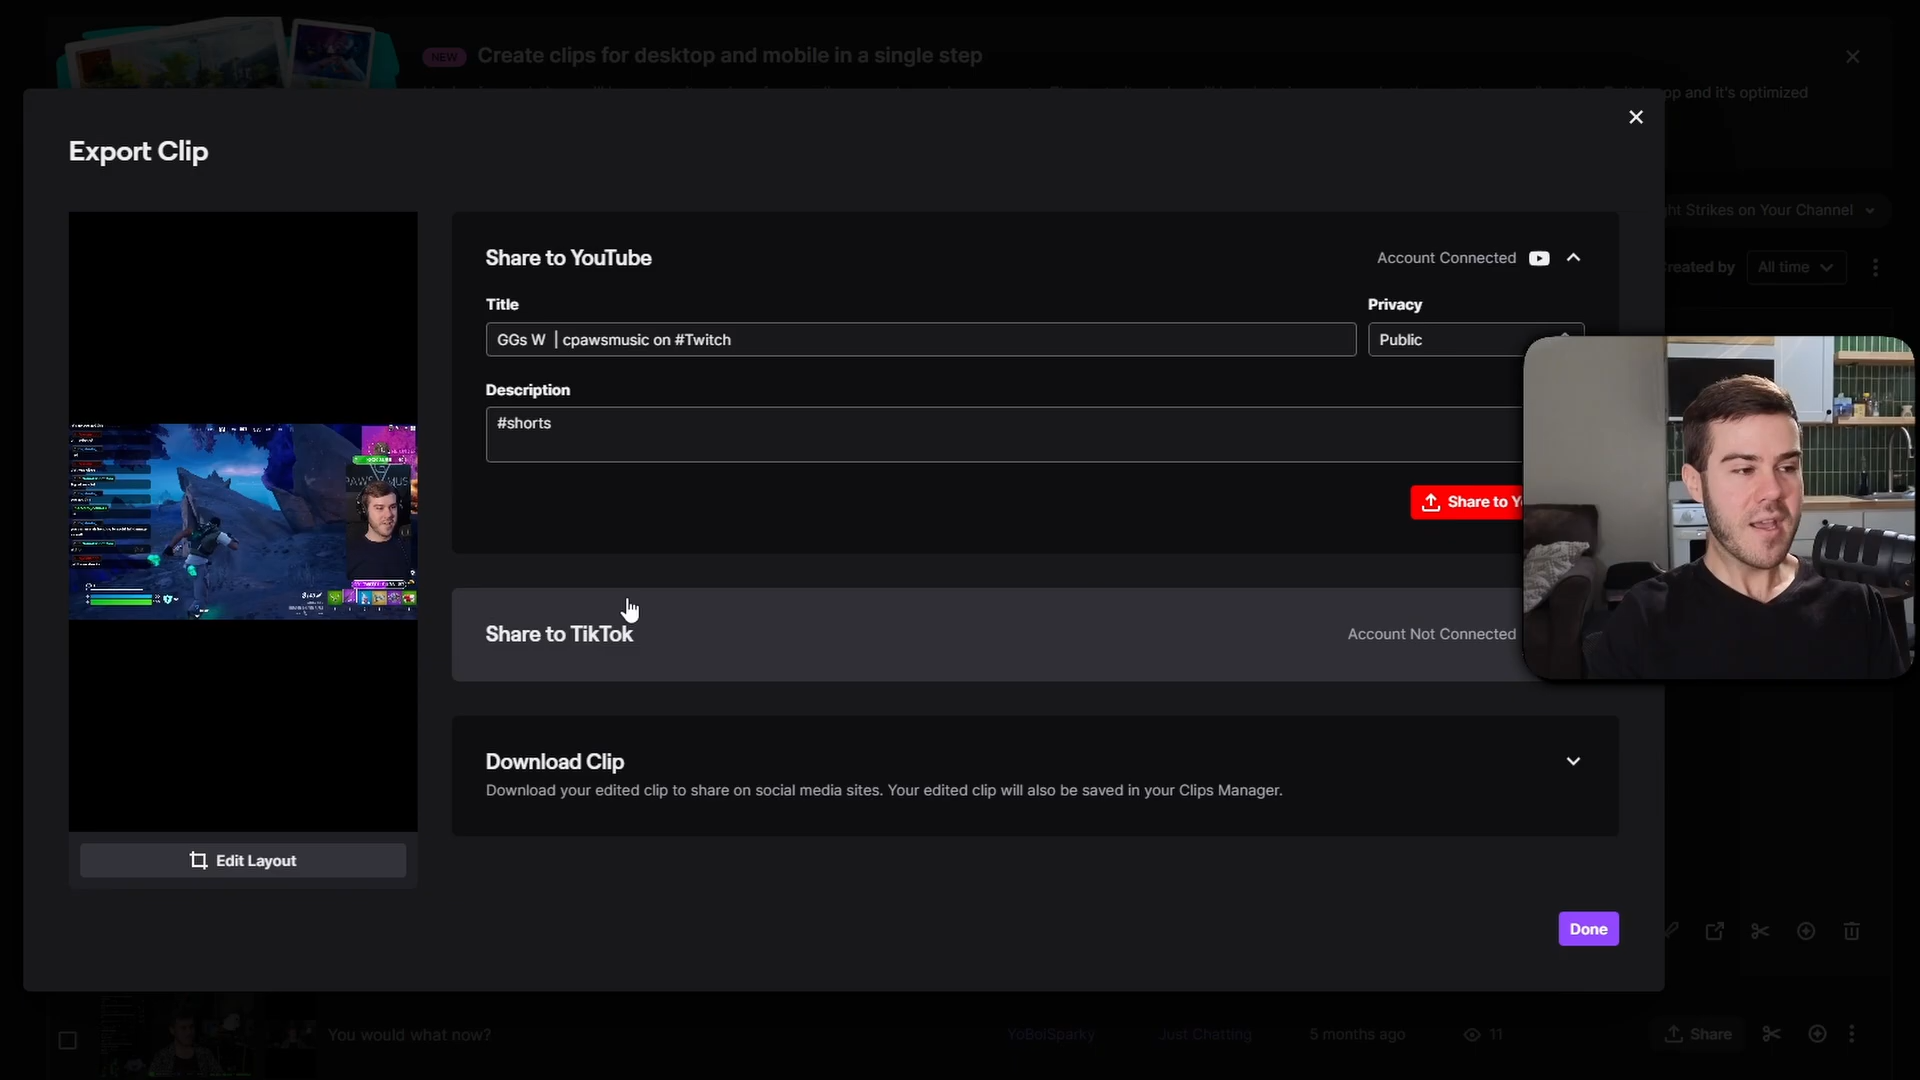 NEW Create clips for desktop and mobile in a single step
op and it's optimized
Export Clip
ht Strikes on Your Channel
Share to YouTube
Account Connected
reated by
All time
Title
Privacy
GGs W | cpawsmusic on #Twitch
Public
Description
#shorts
Share to Y
Share to TikTok
Account Not Connected
Download Clip
Download your edited clip to share on social media sites. Your edited clip will also be saved in your Clips Manager.
Edit Layout
Done
You would what now?
YoBoiSparky
Just Chatting
5 months ago
11
Share